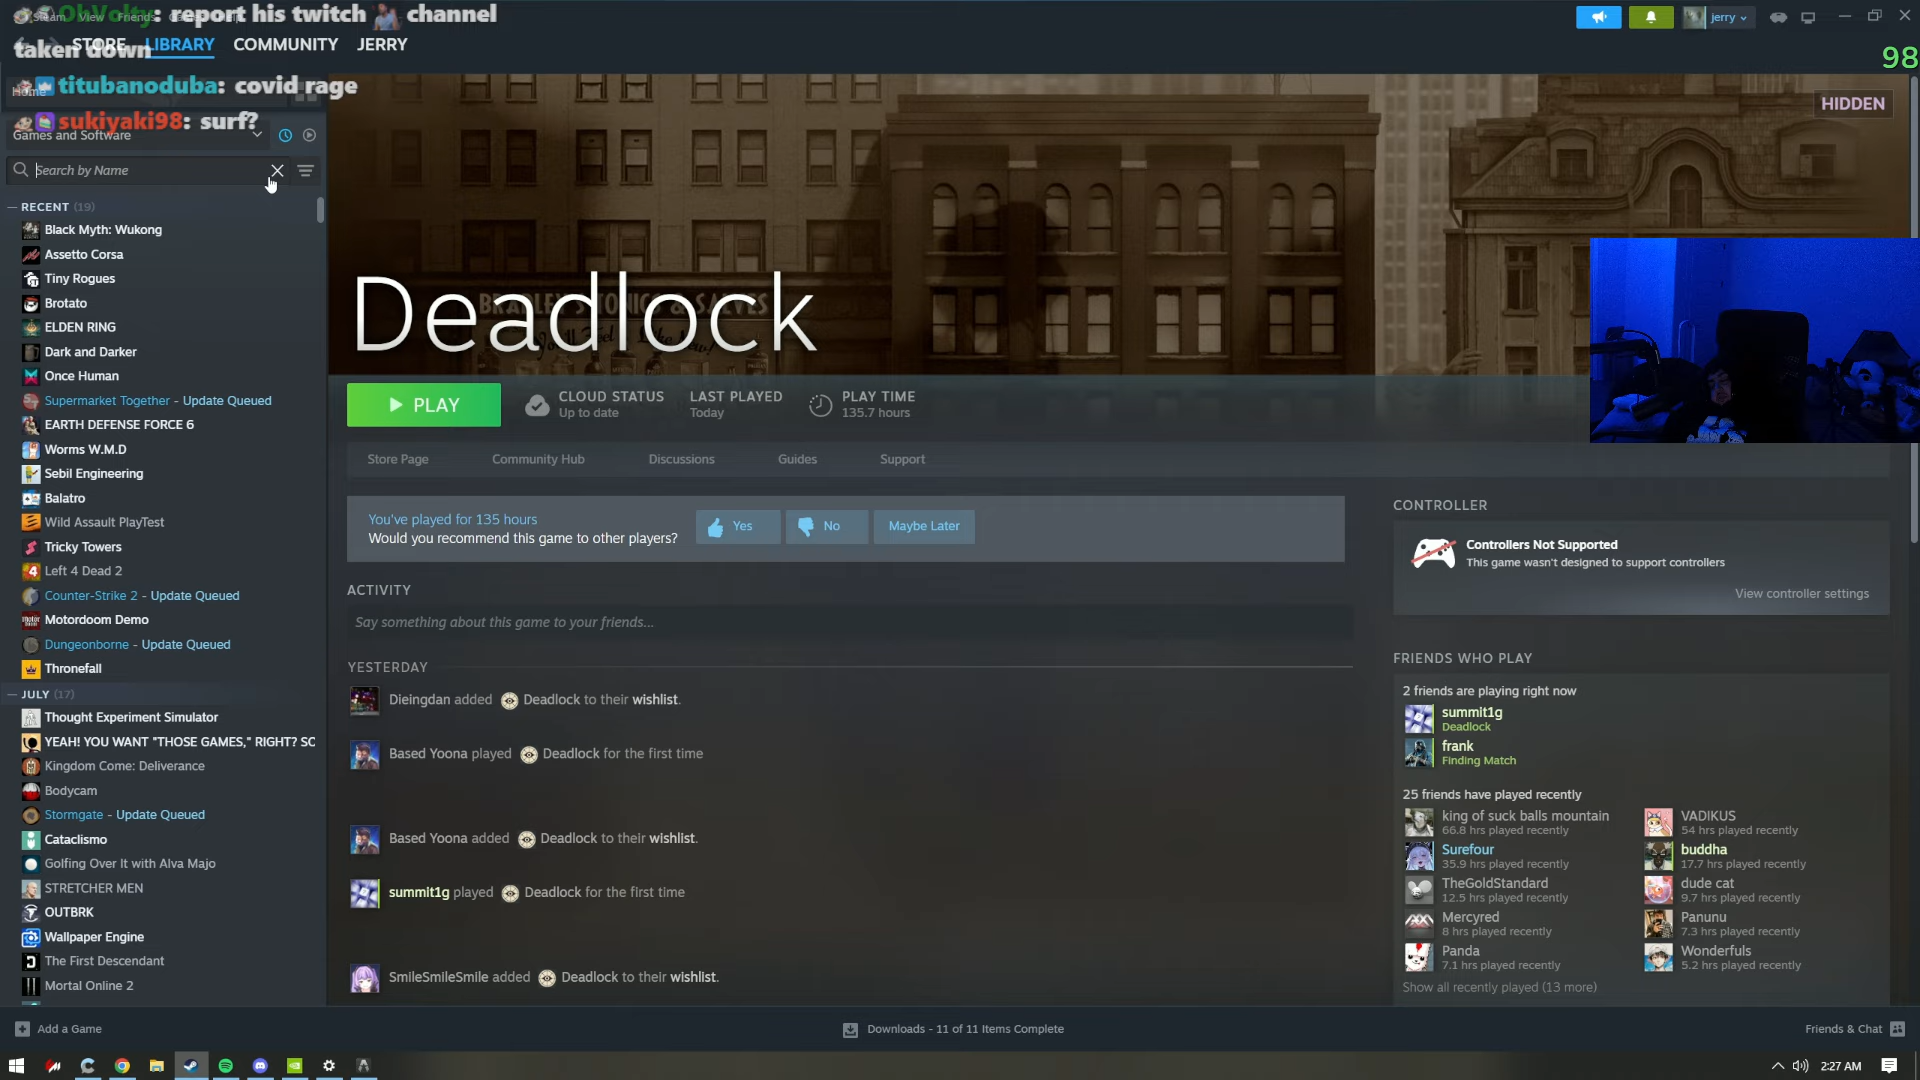 OhVolty: report his twitch channel
taken down
titubanoduba: covid rage
sukiyaki98: surf?
Steam View Friends
STORE LIBRARY COMMUNITY JERRY
jerry
98
Home
Games and Software
Search by Name
RECENT (19)
Black Myth: Wukong
Assetto Corsa
Tiny Rogues
Brotato
ELDEN RING
Dark and Darker
Once Human
Supermarket Together - Update Queued
EARTH DEFENSE FORCE 6
Worms W.M.D
Sebil Engineering
Balatro
Wild Assault PlayTest
Tricky Towers
Left 4 Dead 2
Counter-Strike 2 - Update Queued
Motordoom Demo
Dungeonborne - Update Queued
Thronefall
JULY (17)
Thought Experiment Simulator
YEAH! YOU WANT "THOSE GAMES," RIGHT? SC
Kingdom Come: Deliverance
Bodycam
Stormgate - Update Queued
Cataclismo
Golfing Over It with Alva Majo
STRETCHER MEN
OUTBRK
Wallpaper Engine
The First Descendant
Mortal Online 2
HIDDEN
Deadlock
PLAY
CLOUD STATUS
Up to date
LAST PLAYED
Today
PLAY TIME
135.7 hours
Store Page Community Hub Discussions Guides Support
You've played for 135 hours
Would you recommend this game to other players?
Yes No Maybe Later
ACTIVITY
Say something about this game to your friends...
YESTERDAY
Dieingdan added Deadlock to their wishlist.
Based Yoona played Deadlock for the first time
Based Yoona added Deadlock to their wishlist.
summit1g played Deadlock for the first time
SmileSmileSmile added Deadlock to their wishlist.
CONTROLLER
Controllers Not Supported
This game wasn't designed to support controllers
View controller settings
FRIENDS WHO PLAY
2 friends are playing right now
summit1g
Deadlock
frank
Finding Match
25 friends have played recently
king of suck balls mountain
66.8 hrs played recently
VADIKUS
54 hrs played recently
Surefour
35.9 hrs played recently
buddha
17.7 hrs played recently
TheGoldStandard
12.5 hrs played recently
dude cat
9.7 hrs played recently
Mercyred
8 hrs played recently
Panunu
7.3 hrs played recently
Panda
7.1 hrs played recently
Wonderfuls
5.2 hrs played recently
Show all recently played (13 more)
Add a Game
Downloads - 11 of 11 Items Complete
Friends & Chat
2:27 AM